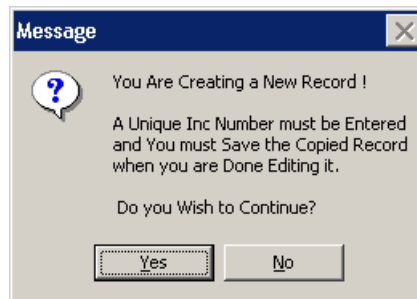 Message
You Are Creating a New Record !
A Unique Inc Number must be Entered
and You must Save the Copied Record
when you are Done Editing it.
Do you Wish to Continue?
Yes No